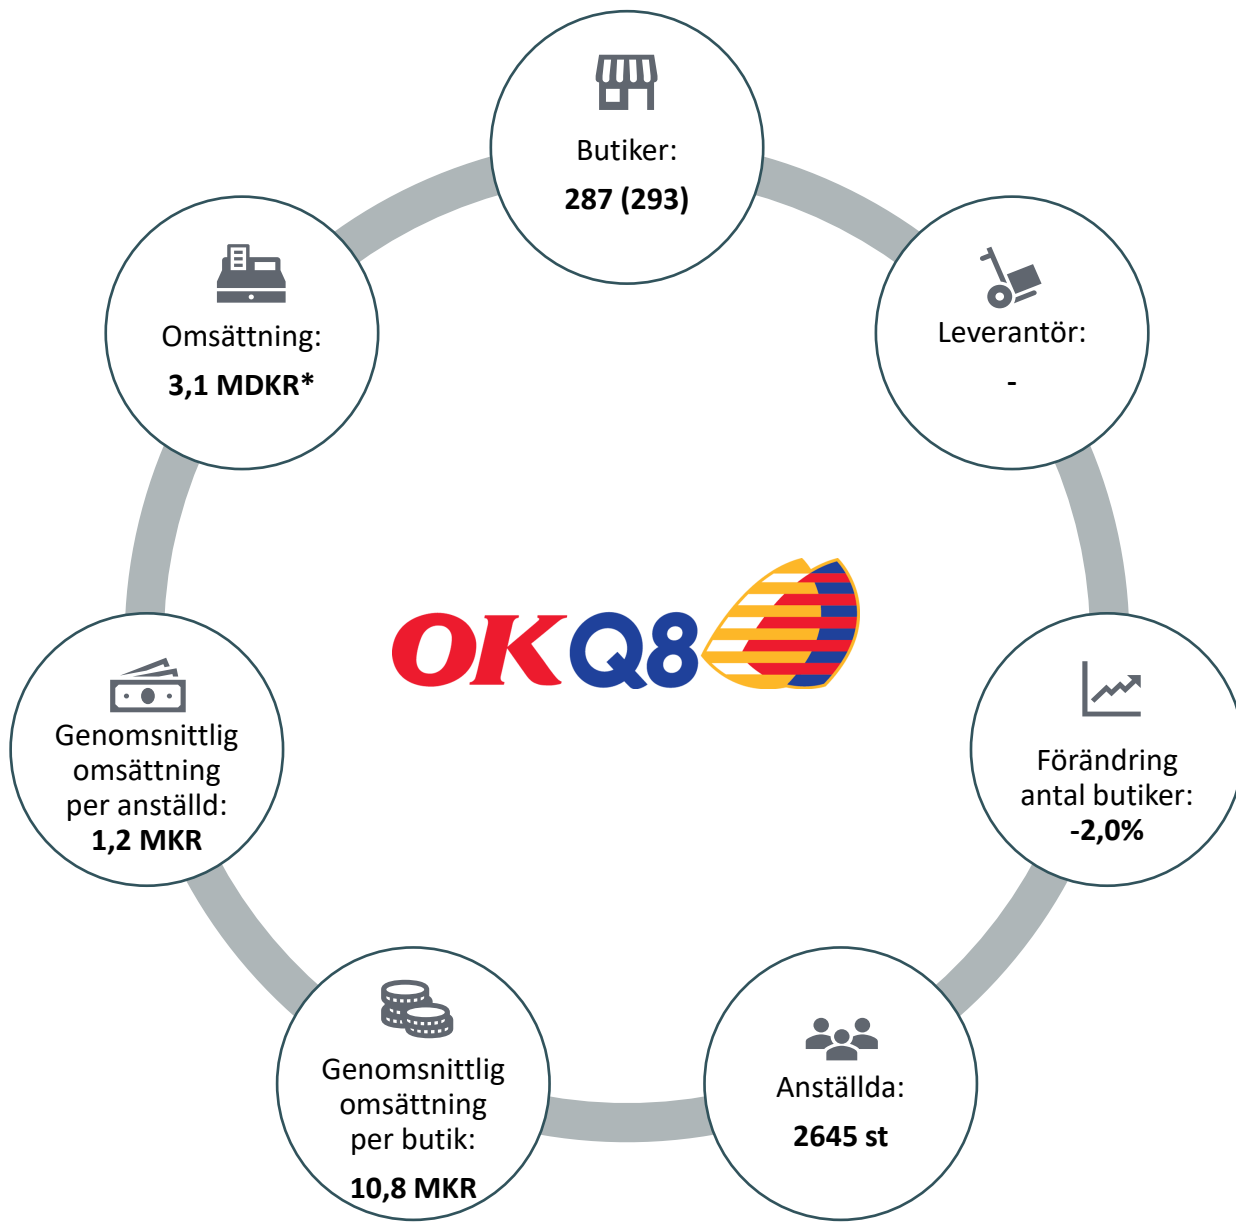 Butiker:
287 (293)
Leverantör:
-
Förändring
antal butiker:
-2,0%
Anställda:
2645 st
Genomsnittlig
omsättning
per butik:
10,8 MKR
Genomsnittlig
omsättning
per anställd:
1,2 MKR
Omsättning:
3,1 MDKR*
OKQ8